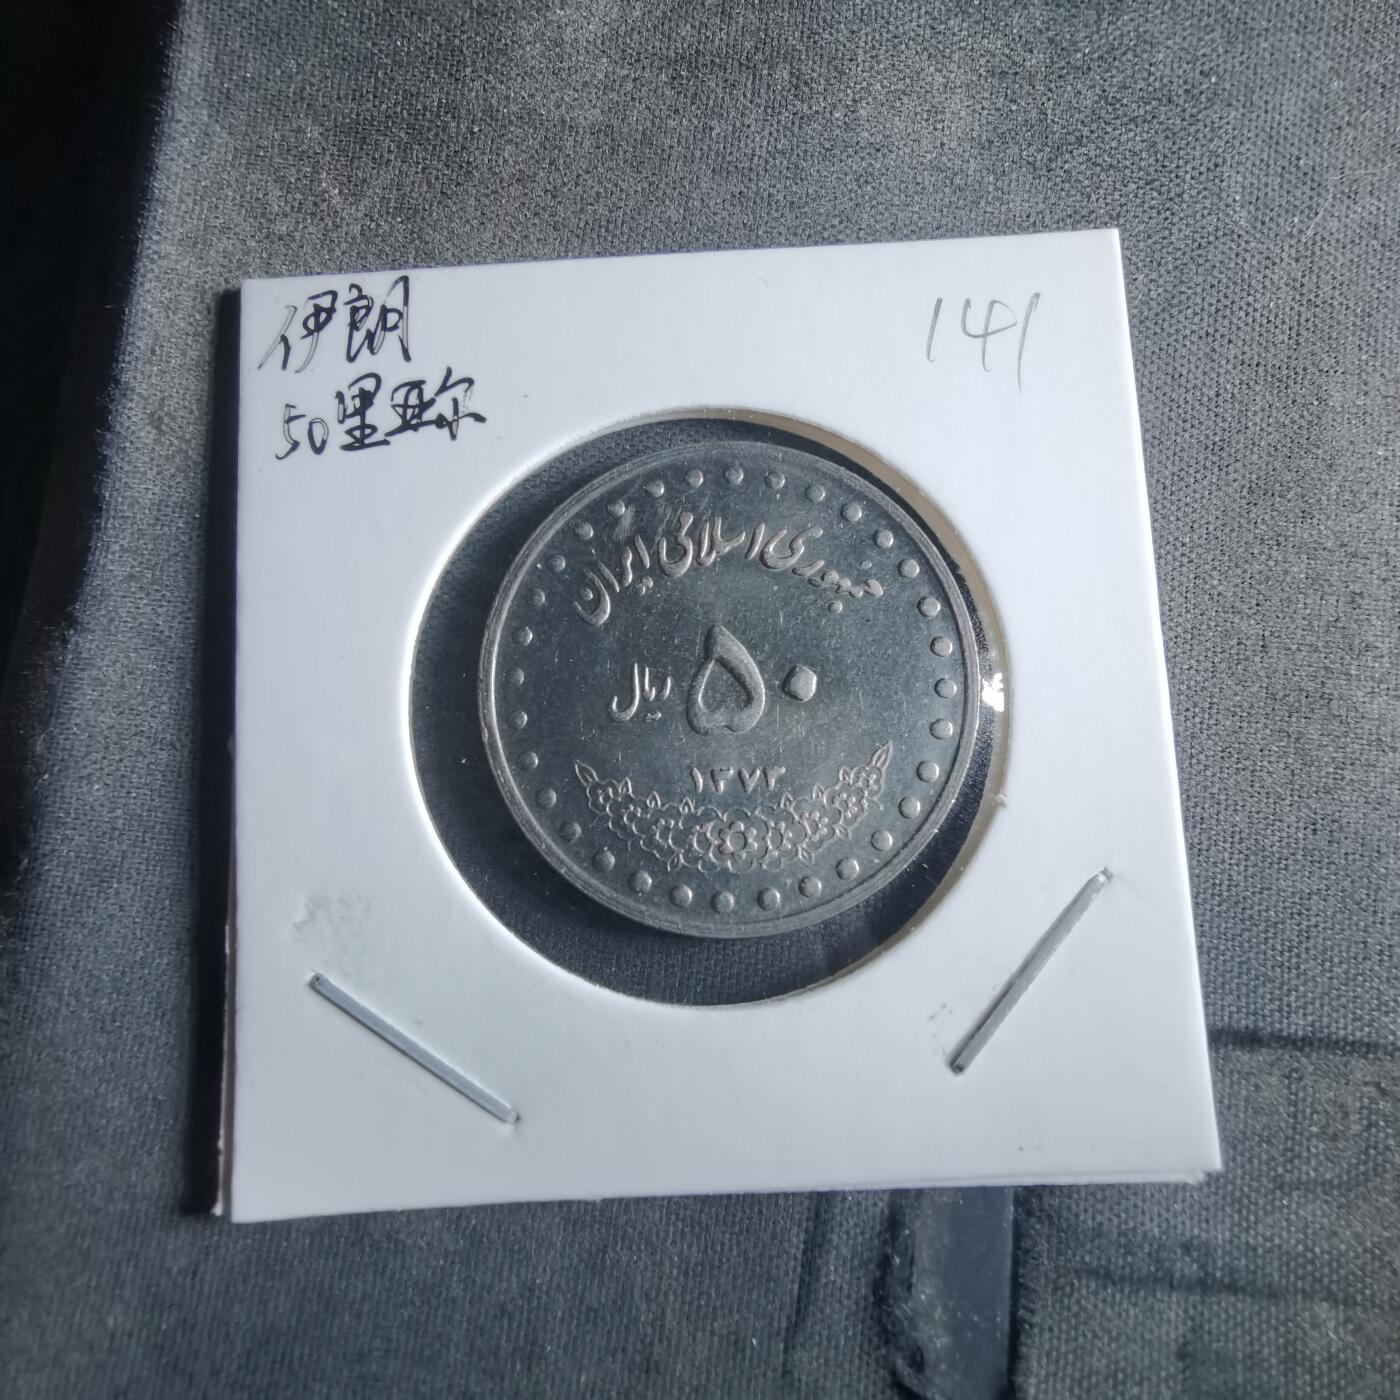 伊朗
50里亚尔
141
جمهوری اسلامی ایران
۵۰ ریال
۱۳۷۳